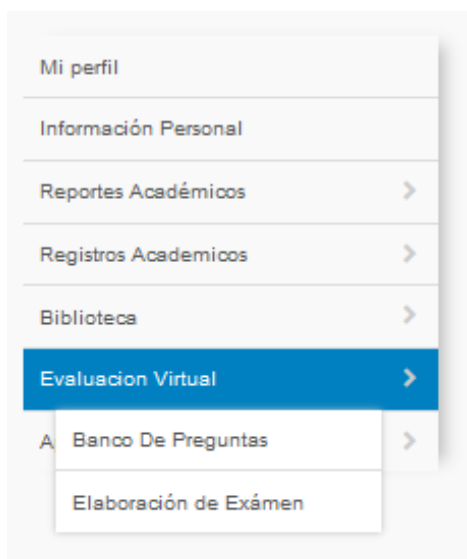 Mi perfil
Información Personal
Reportes Académicos
Registros Academicos
Biblioteca
Evaluacion Virtual
Banco De Preguntas
Elaboración de Exámen